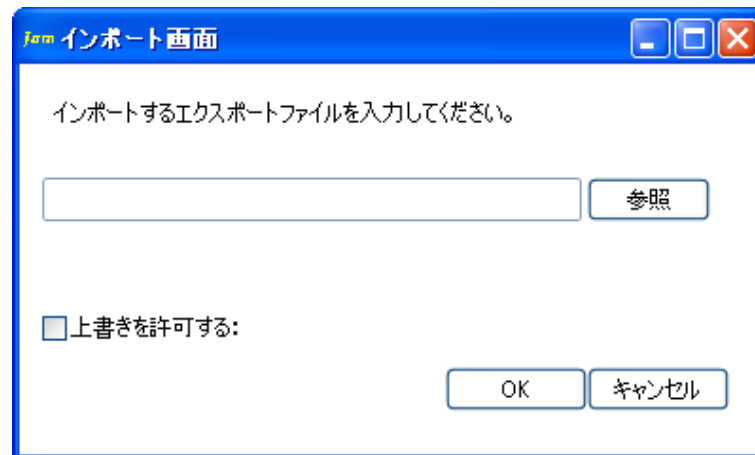 Jam インポート画面
インポートするエクスポートファイルを入力してください。
参照
上書きを許可する:
OK キャンセル